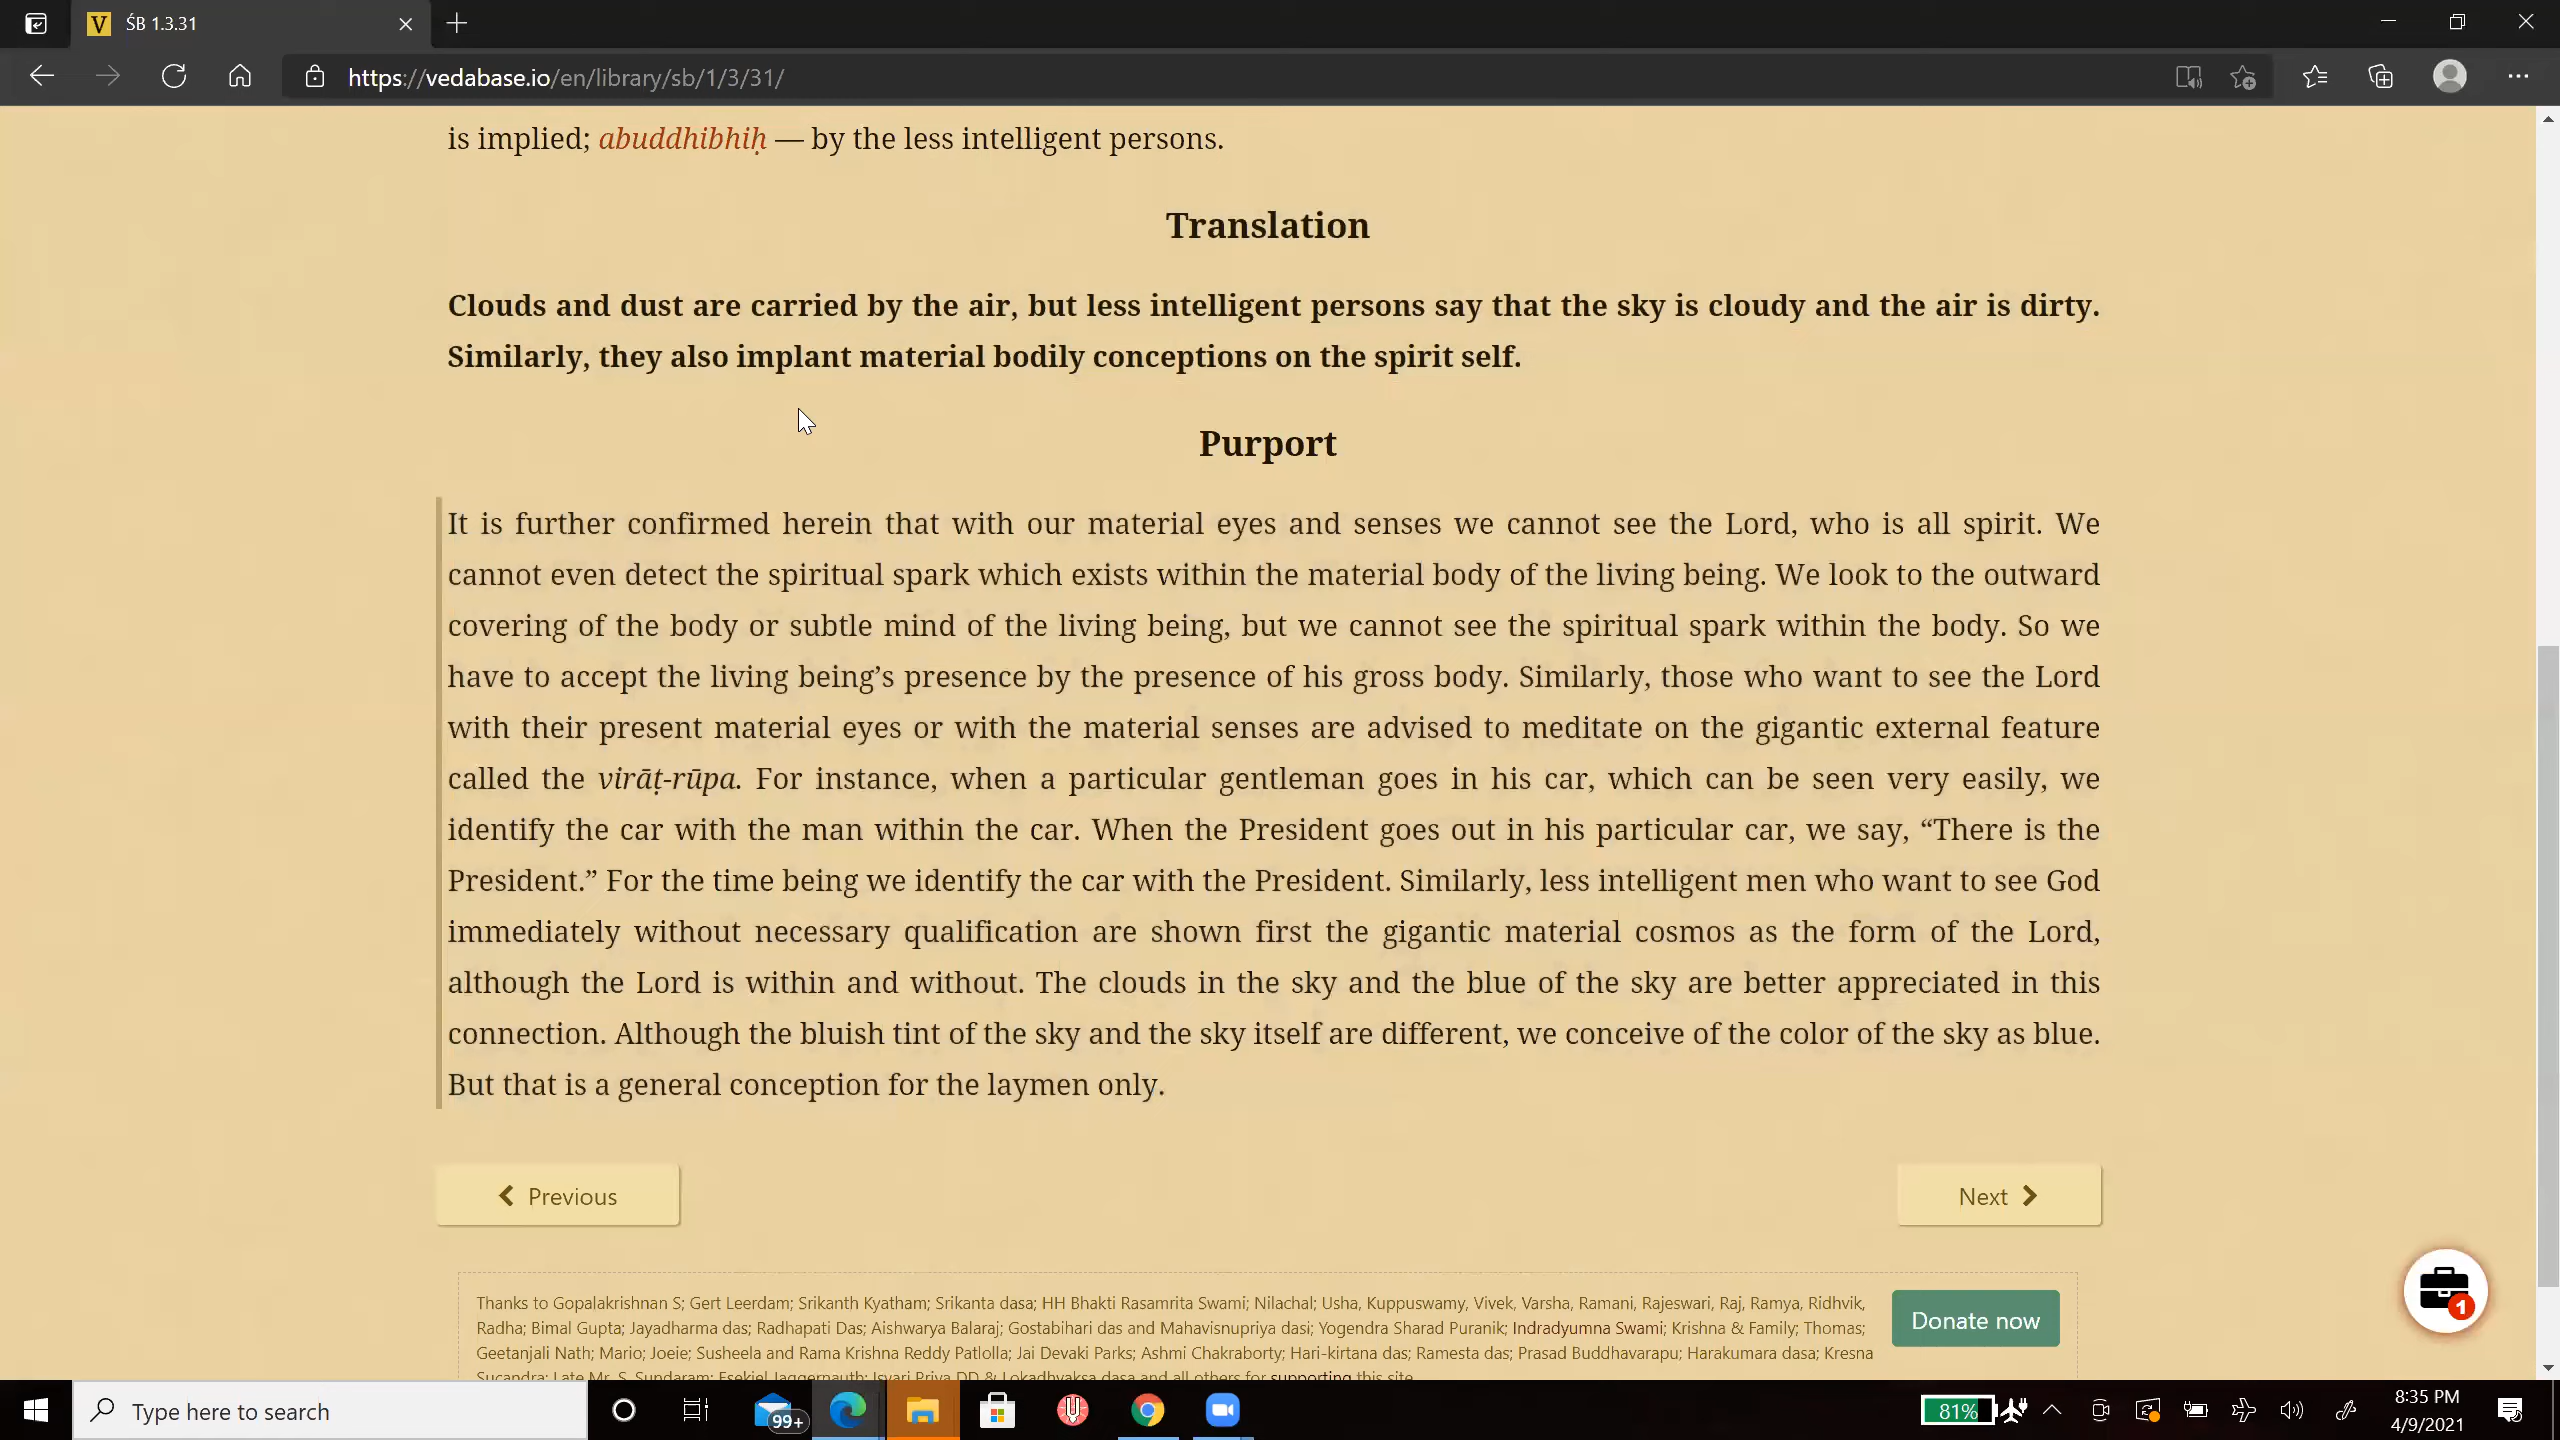 ŚB 1.3.31
https://vedabase.io/en/library/sb/1/3/31/
is implied; abuddhibhiḥ — by the less intelligent persons.
Translation
Clouds and dust are carried by the air, but less intelligent persons say that the sky is cloudy and the air is dirty.
Similarly, they also implant material bodily conceptions on the spirit self.
Purport
It is further confirmed herein that with our material eyes and senses we cannot see the Lord, who is all spirit. We
cannot even detect the spiritual spark which exists within the material body of the living being. We look to the outward
covering of the body or subtle mind of the living being, but we cannot see the spiritual spark within the body. So we
have to accept the living being’s presence by the presence of his gross body. Similarly, those who want to see the Lord
with their present material eyes or with the material senses are advised to meditate on the gigantic external feature
called the virāṭ-rūpa. For instance, when a particular gentleman goes in his car, which can be seen very easily, we
identify the car with the man within the car. When the President goes out in his particular car, we say, “There is the
President.” For the time being we identify the car with the President. Similarly, less intelligent men who want to see God
immediately without necessary qualification are shown first the gigantic material cosmos as the form of the Lord,
although the Lord is within and without. The clouds in the sky and the blue of the sky are better appreciated in this
connection. Although the bluish tint of the sky and the sky itself are different, we conceive of the color of the sky as blue.
But that is a general conception for the laymen only.
Previous
Next
1
Thanks to Gopalakrishnan S; Gert Leerdam; Srikanth Kyatham; Srikanta dasa; HH Bhakti Rasamrita Swami; Nilachal; Usha, Kuppuswamy, Vivek, Varsha, Ramani, Rajeswari, Raj, Ramya, Ridhvik,
Radha; Bimal Gupta; Jayadharma das; Radhapati Das; Aishwarya Balaraj; Gostabihari das and Mahavisnupriya dasi; Yogendra Sharad Puranik; Indradyumna Swami; Krishna & Family; Thomas;
Geetanjali Nath; Mario; Joeie; Susheela and Rama Krishna Reddy Patlolla; Jai Devaki Parks; Ashmi Chakraborty; Hari-kirtana das; Ramesta das; Prasad Buddhavarapu; Harakumara dasa; Kresna
Sucandra; Late Mr. S. Sundaram; Esekiel Jaggernauth; Isvari Priya DD & Lokadhyaksa dasa and all others for supporting this site
Donate now
Type here to search
99+
81%
8:35 PM
4/9/2021